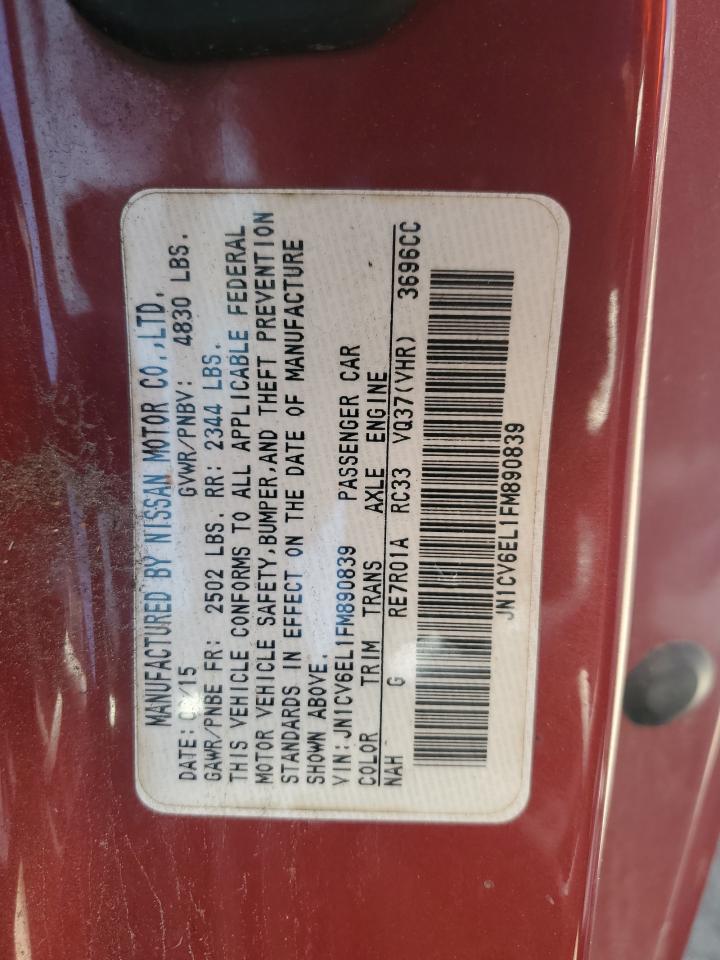 MANUFACTURED BY NISSAN MOTOR CO.,LTD.
DATE: GVWR/PNBV: 4830 LBS.
GAWR/PNBE FR: 2502 LBS. RR: 2344 LBS.
THIS VEHICLE CONFORMS TO ALL APPLICABLE FEDERAL
MOTOR VEHICLE SAFETY,BUMPER,AND THEFT PREVENTION
STANDARDS IN EFFECT ON THE DATE OF MANUFACTURE
SHOWN ABOVE.
VIN:JN1CV6EL1FM890839 PASSENGER CAR
COLOR TRIM TRANS AXLE ENGINE
NAH G RE7R01A RC33 VQ37(VHR) 3696CC
JN1CV6EL1FM890839